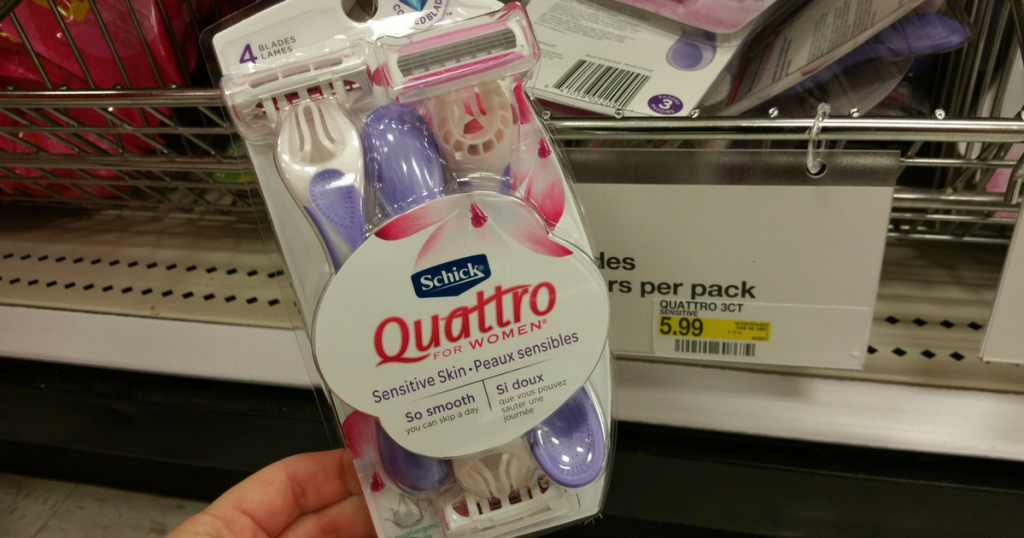 4 BLADES
LAMES
Schick
Quattro
FOR WOMEN®
Sensitive Skin • Peaux sensibles
So smooth
you can skip a day
Si doux
que vous pouvez
sauter une
journée
3
des
rs per pack
QUATTRO 3CT
SENSITIVE
5.99